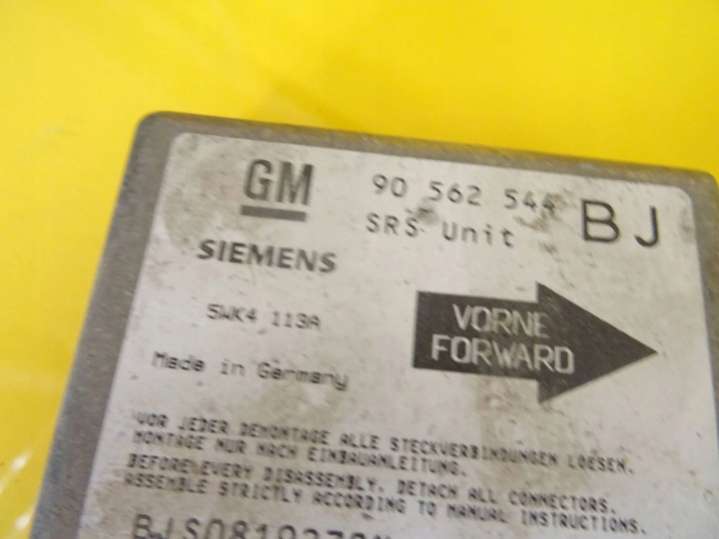 GM 90 562 544 BJ
SRS Unit
SIEMENS
5WK4 113A
VORNE
FORWARD
Made in Germany
VOR JEDER DEMONTAGE ALLE STECKVERBINDUNGEN LOESEN.
MONTAGE NUR NACH EINBAUANLEITUNG.
BEFORE EVERY DISASSEMBLY, DETACH ALL CONNECTORS.
ASSEMBLE STRICTLY ACCORDING TO MANUAL INSTRUCTIONS.